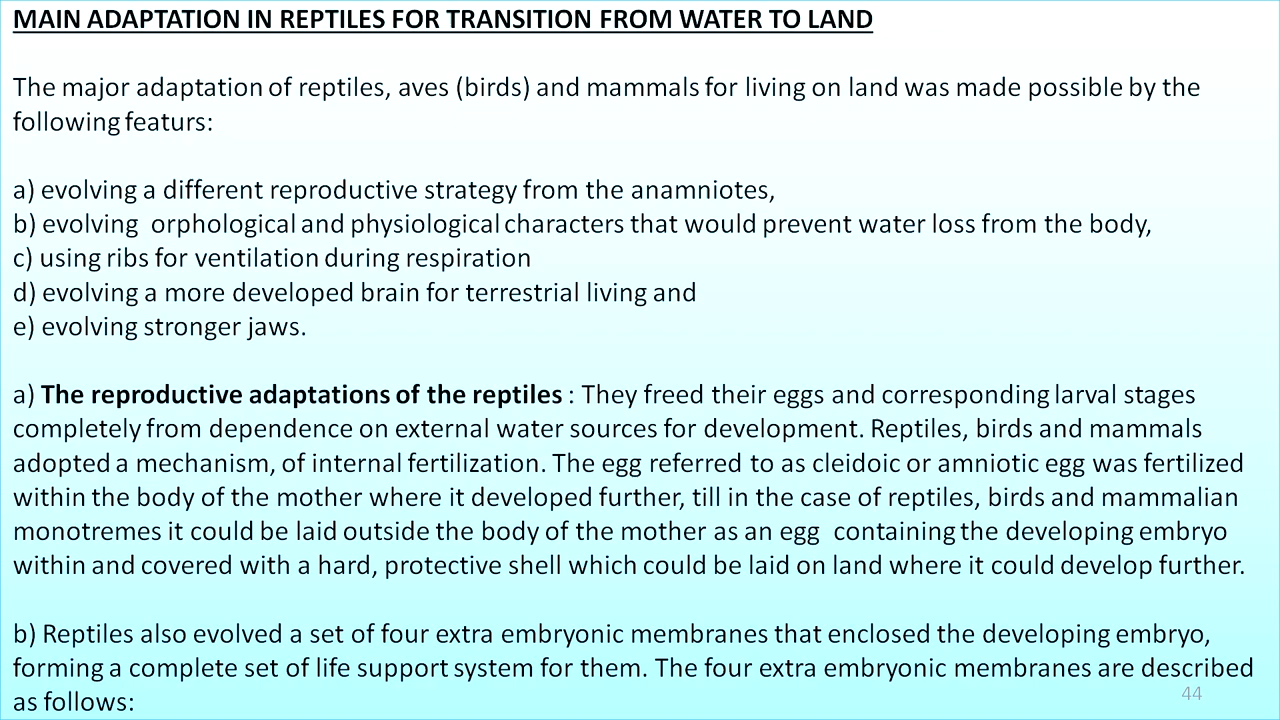 MAIN ADAPTATION IN REPTILES FOR TRANSITION FROM WATER TO LAND
The major adaptation of reptiles, aves (birds) and mammals for living on land was made possible by the
following featurs:
a) evolving a different reproductive strategy from the anamniotes,
b) evolving  orphological and physiological characters that would prevent water loss from the body,
c) using ribs for ventilation during respiration
d) evolving a more developed brain for terrestrial living and
e) evolving stronger jaws.
a) The reproductive adaptations of the reptiles : They freed their eggs and corresponding larval stages
completely from dependence on external water sources for development. Reptiles, birds and mammals
adopted a mechanism, of internal fertilization. The egg referred to as cleidoic or amniotic egg was fertilized
within the body of the mother where it developed further, till in the case of reptiles, birds and mammalian
monotremes it could be laid outside the body of the mother as an egg  containing the developing embryo
within and covered with a hard, protective shell which could be laid on land where it could develop further.
b) Reptiles also evolved a set of four extra embryonic membranes that enclosed the developing embryo,
forming a complete set of life support system for them. The four extra embryonic membranes are described
as follows:
44